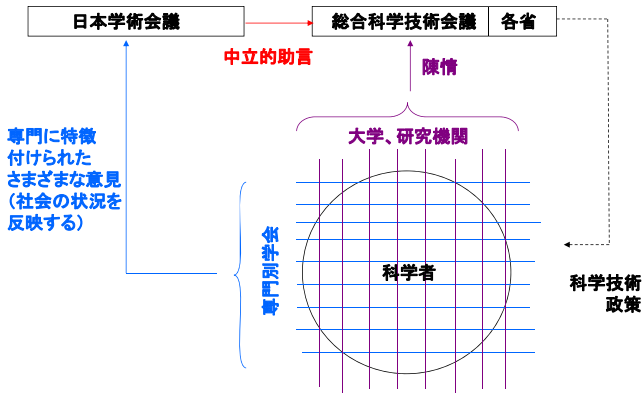 日本学術会議
総合科学技術会議
各省
中立的助言
陳情
大学、研究機関
専門に特徴
付けられた
さまざまな意見
（社会の状況を
反映する）
専門別学会
科学者
科学技術
政策